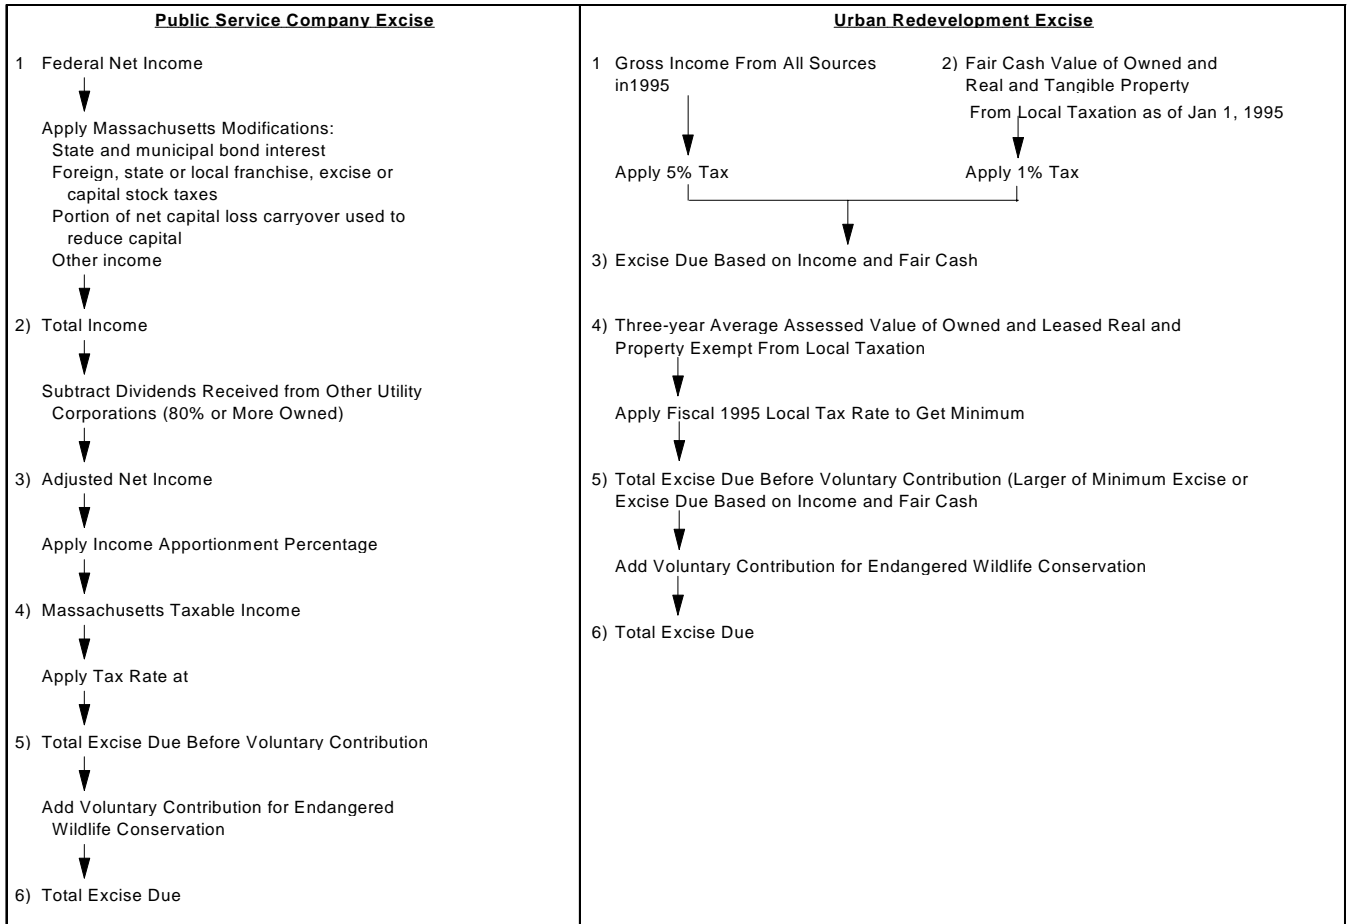 Public Service Company Excise
1 Federal Net Income
Apply Massachusetts Modifications:
State and municipal bond interest
Foreign, state or local franchise, excise or
capital stock taxes
Portion of net capital loss carryover used to
reduce capital
Other income
2) Total Income
Subtract Dividends Received from Other Utility
Corporations (80% or More Owned)
3) Adjusted Net Income
Apply Income Apportionment Percentage
4) Massachusetts Taxable Income
Apply Tax Rate at
5) Total Excise Due Before Voluntary Contribution
Add Voluntary Contribution for Endangered
Wildlife Conservation
6) Total Excise Due
Urban Redevelopment Excise
1 Gross Income From All Sources
in1995
2) Fair Cash Value of Owned and
Real and Tangible Property
From Local Taxation as of Jan 1, 1995
Apply 5% Tax
Apply 1% Tax
3) Excise Due Based on Income and Fair Cash
4) Three-year Average Assessed Value of Owned and Leased Real and
Property Exempt From Local Taxation
Apply Fiscal 1995 Local Tax Rate to Get Minimum
5) Total Excise Due Before Voluntary Contribution (Larger of Minimum Excise or
Excise Due Based on Income and Fair Cash
Add Voluntary Contribution for Endangered Wildlife Conservation
6) Total Excise Due